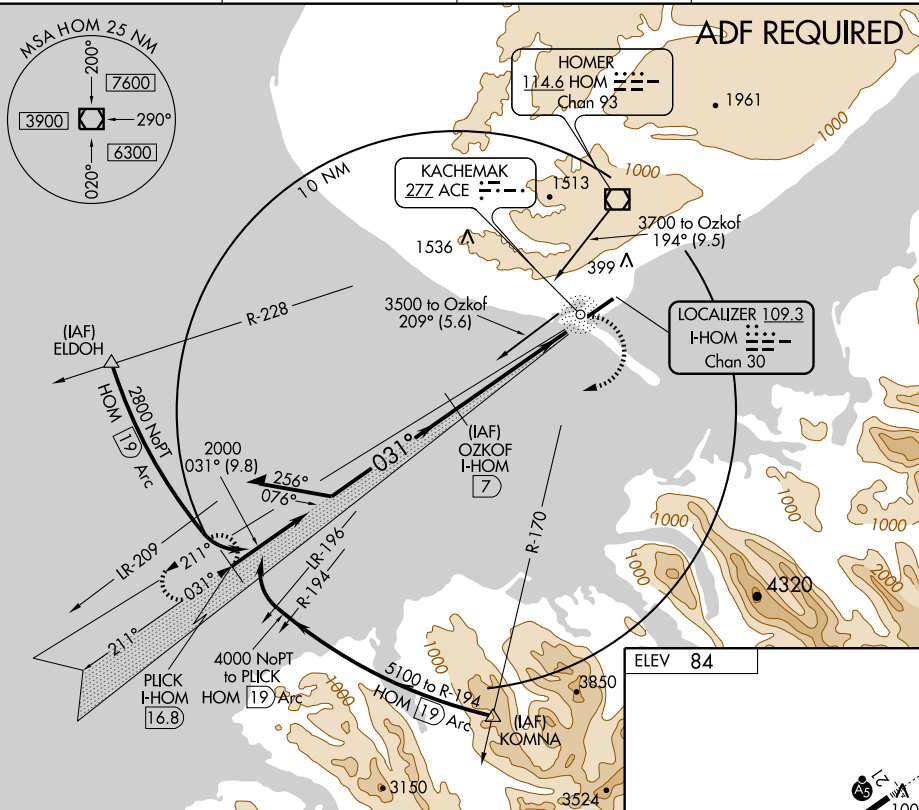 ADF REQUIRED
MSA HOM 25 NM
200°
7600
3900
290°
020°
6300
HOMER
114.6 HOM
Chan 93
1961
1000
10 NM
KACHEMAK
277 ACE
1513
1000
1536
3700 to Ozkof
194° (9.5)
399
3500 to Ozkof
209° (5.6)
R-228
(IAF)
ELDOH
LOCALIZER 109.3
I-HOM
Chan 30
2800 NoPT
HOM 19 Arc
2000
031° (9.8)
031°
(IAF)
OZKOF
I-HOM
7
256°
076°
R-170
LR-209
211°
031°
LR-196
R-194
1000
1000
1000
1000
2000
4320
211°
PLICK
I-HOM
16.8
4000 NoPT
to PLICK
HOM 19 Arc
5100 to R-194
HOM 19 Arc
(IAF)
KOMNA
1000
1000
3850
3150
3524
ELEV 84
A5
21